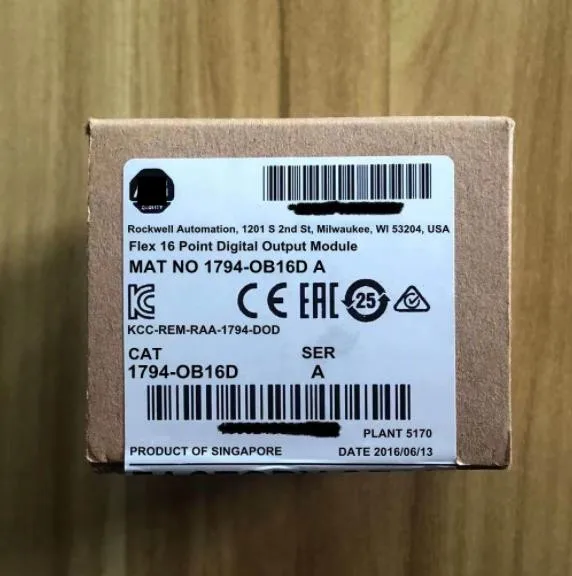 QUALITY
Rockwell Automation, 1201 S 2nd St, Milwaukee, WI 53204, USA
Flex 16 Point Digital Output Module
MAT NO 1794-OB16D A
CE EAC 25
KCC-REM-RAA-1794-DOD
CAT SER
1794-OB16D A
PLANT 5170
PRODUCT OF SINGAPORE DATE 2016/06/13